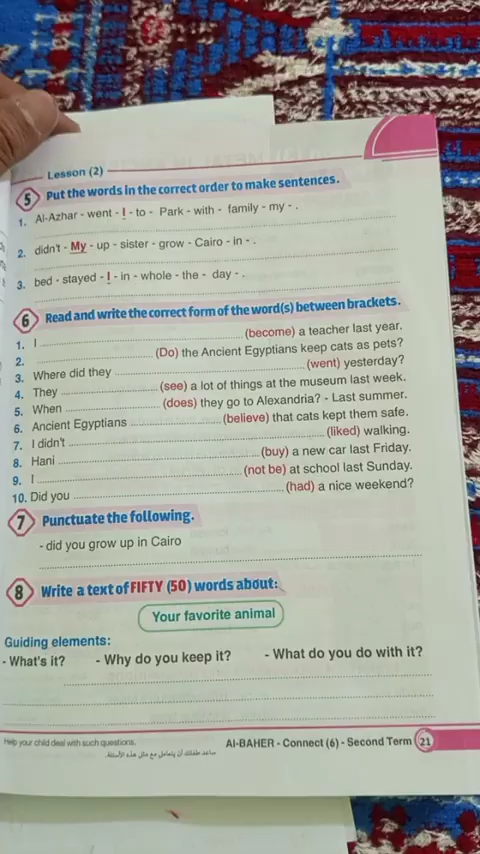 Lesson (2)
5 Put the words in the correct order to make sentences.
1. Al-Azhar - went - I - to - Park - with - family - my - .
2. didn't - My - up - sister - grow - Cairo - in - .
3. bed - stayed - I - in - whole - the - day - .
6 Read and write the correct form of the word(s) between brackets.
1. I ........ (become) a teacher last year.
2. ........ (Do) the Ancient Egyptians keep cats as pets?
3. Where did they ........ (went) yesterday?
4. They ........ (see) a lot of things at the museum last week.
5. When ........ (does) they go to Alexandria? - Last summer.
6. Ancient Egyptians ........ (believe) that cats kept them safe.
7. I didn't ........ (liked) walking.
8. Hani ........ (buy) a new car last Friday.
9. I ........ (not be) at school last Sunday.
10. Did you ........ (had) a nice weekend?
7 Punctuate the following.
- did you grow up in Cairo
8 Write a text of FIFTY (50) words about:
Your favorite animal
Guiding elements:
- What's it? - Why do you keep it? - What do you do with it?
Help your child deal with such questions. Al-BAHER - Connect (6) - Second Term 21
ساعد طفلك أن يتعامل مع مثل هذه الأسئلة.